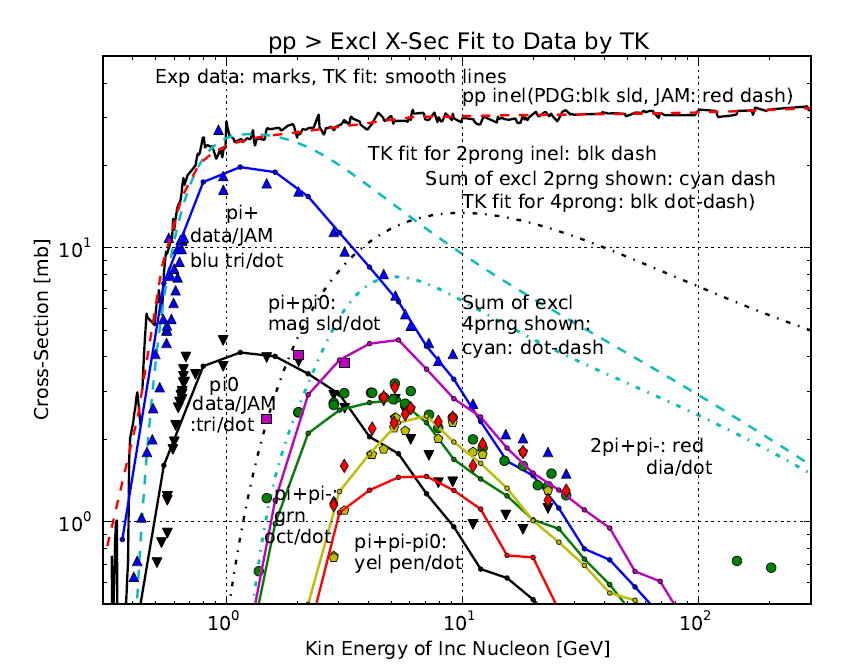 pp > Excl X-Sec Fit to Data by TK
Exp data: marks, TK fit: smooth lines
pp inel(PDG:blk sld, JAM: red dash)
TK fit for 2prong inel: blk dash
Sum of excl 2prng shown: cyan dash
TK fit for 4prong: blk dot-dash)
pi+
data/JAM
blu tri/dot
pi+pi0:
mag sld/dot
Sum of excl
4prng shown:
cyan: dot-dash
pi0
data/JAM
:tri/dot
2pi+pi-: red
dia/dot
pi+pi-:
grn
oct/dot
pi+pi-pi0:
yel pen/dot
Cross-Section [mb]
10^1
10^0
10^0
10^1
10^2
Kin Energy of Inc Nucleon [GeV]